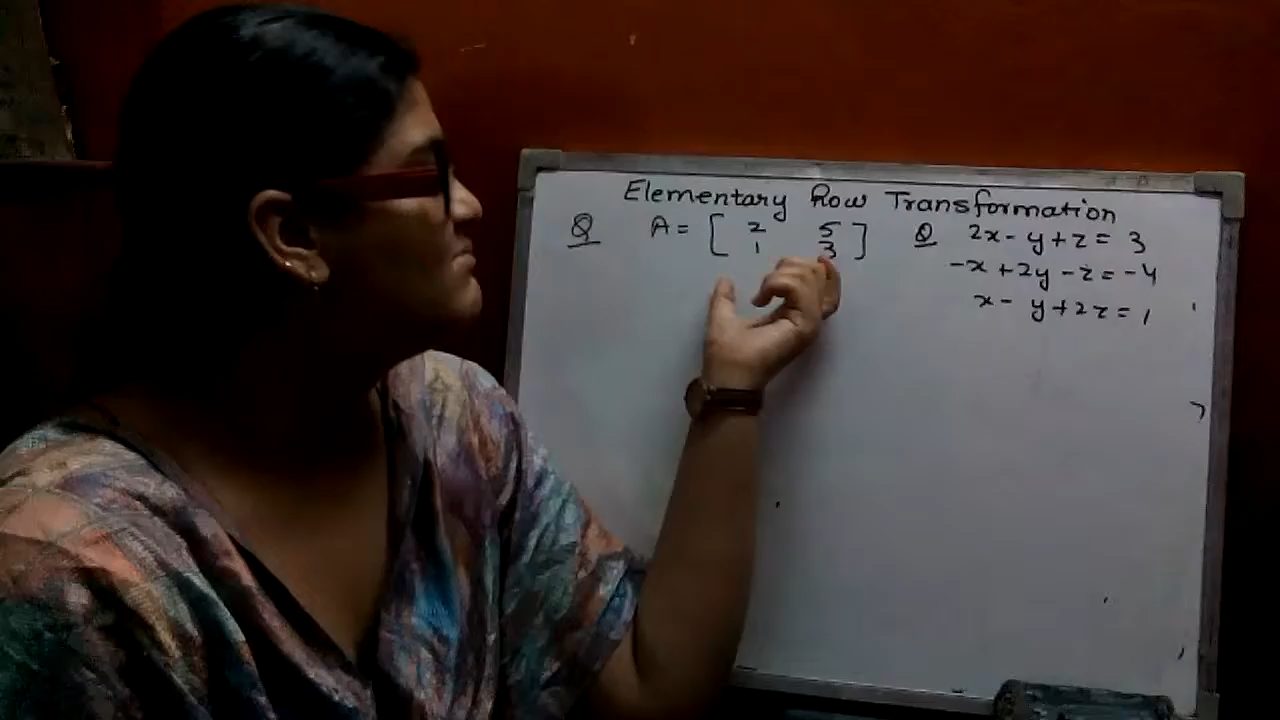 Elementary Row Transformation
Q A = [ 2 5
1 3 ]
Q 2x - y + z = 3
-x + 2y - z = -4
x - y + 2z = 1